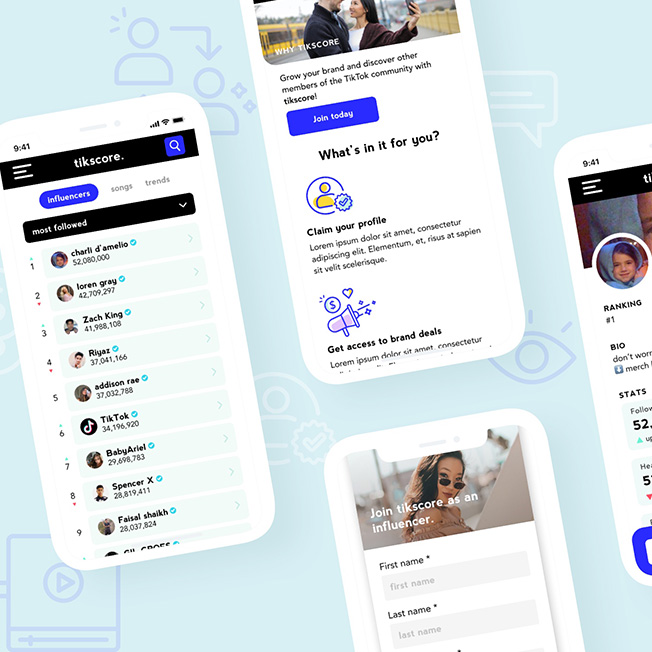 9:41
tikscore.
influencers songs trends
most followed
1 charli d'amelio
52,080,000
2 loren gray
42,709,297
3 Zach King
41,988,108
4 Riyaz
37,041,166
5 addison rae
37,032,788
6 TikTok
34,196,920
7 BabyAriel
29,698,783
8 Spencer X
28,819,411
9 Faisal shaikh
28,037,824
WHY TIKSCORE
Grow your brand and discover other
members of the TikTok community with
tikscore!
Join today
What's in it for you?
Claim your profile
Lorem ipsum dolor sit amet, consectetur
adipiscing elit. Elementum, et, risus at sapien
sit velit scelerisque.
$
Get access to brand deals
Lorem ipsum dolor sit amet, consectetur
Join tikscore as an
influencer.
First name *
first name
Last name *
last name
9:41
ti
RANKING
#1
BIO
don't worr
merch
STATS
Follow
52,
up
Hea